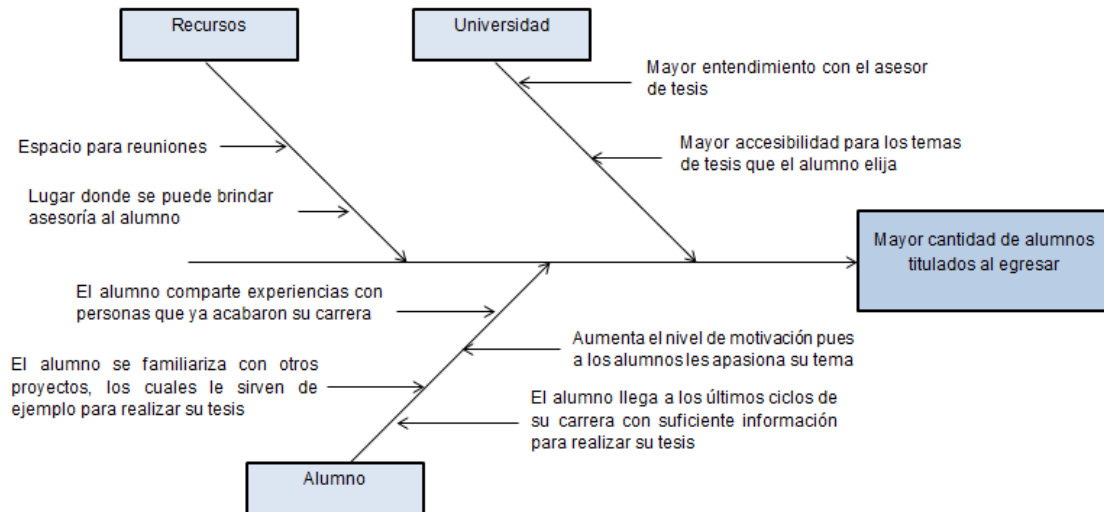 Recursos
Universidad
Mayor entendimiento con el asesor
de tesis
Espacio para reuniones
Mayor accesibilidad para los temas
de tesis que el alumno elija
Lugar donde se puede brindar
asesoría al alumno
Mayor cantidad de alumnos
titulados al egresar
El alumno comparte experiencias con
personas que ya acabaron su carrera
Aumenta el nivel de motivación pues
a los alumnos les apasiona su tema
El alumno se familiariza con otros
proyectos, los cuales le sirven de
ejemplo para realizar su tesis
El alumno llega a los últimos ciclos de
su carrera con suficiente información
para realizar su tesis
Alumno